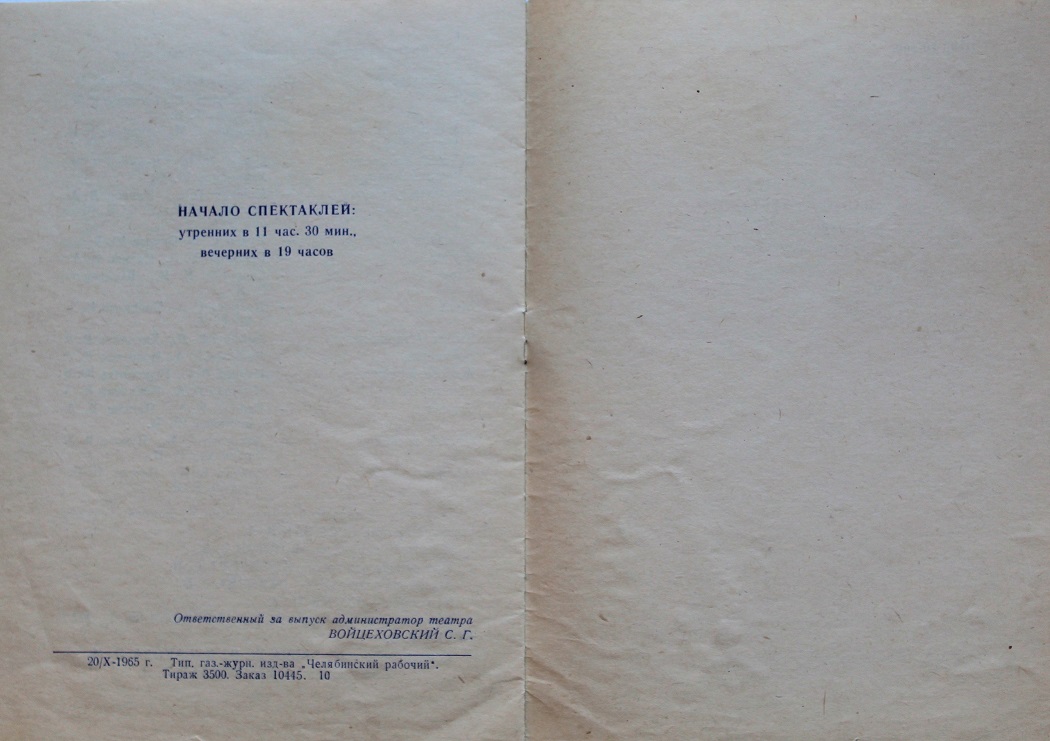 НАЧАЛО СПЕКТАКЛЕЙ:
утренних в 11 час. 30 мин.,
вечерних в 19 часов
Ответственный за выпуск администратор театра
ВОЙЦЕХОВСКИЙ С. Г.
20/X-1965 г. Тип. газ.-журн. изд-ва „Челябинский рабочий“.
Тираж 3500. Заказ 10445. 10